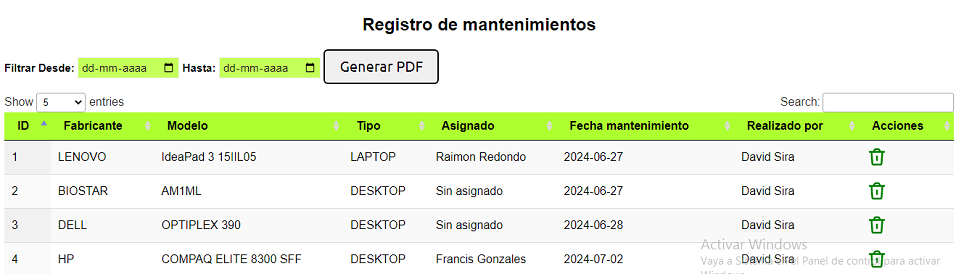 Registro de mantenimientos
Filtrar Desde: dd-mm-aaaa Hasta: dd-mm-aaaa Generar PDF
Show 5 entries Search:
ID Fabricante Modelo Tipo Asignado Fecha mantenimiento Realizado por Acciones
1 LENOVO IdeaPad 3 15IIL05 LAPTOP Raimon Redondo 2024-06-27 David Sira
2 BIOSTAR AM1ML DESKTOP Sin asignado 2024-06-27 David Sira
3 DELL OPTIPLEX 390 DESKTOP Sin asignado 2024-06-28 David Sira
Activar Windows
4 HP COMPAQ ELITE 8300 SFF DESKTOP Francis Gonzales 2024-07-02 David Sira
Vaya a el Panel de control para activar